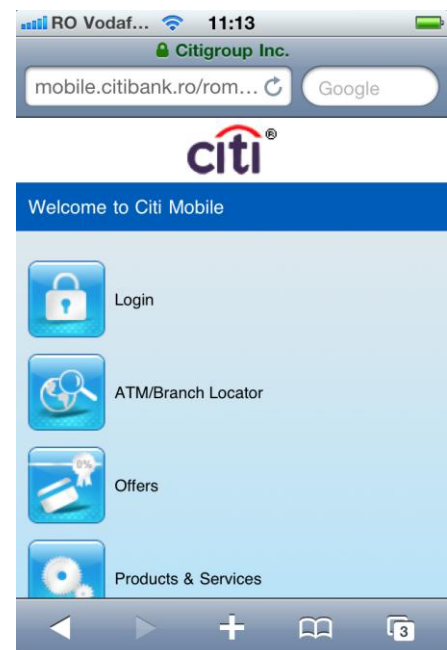 RO Vodaf... 11:13
Citigroup Inc.
mobile.citibank.ro/rom... Google
citi®
Welcome to Citi Mobile
Login
ATM/Branch Locator
0%
Offers
Products & Services
3